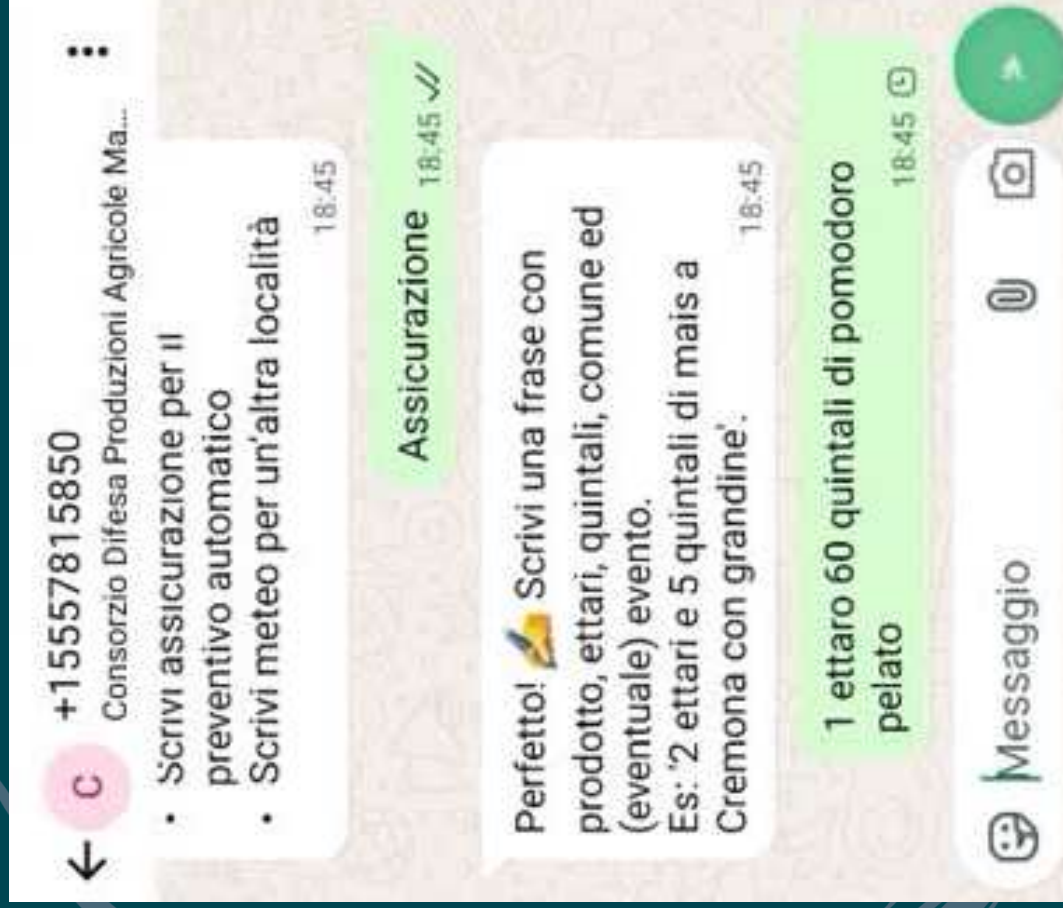 +15557815850
Consorzio Difesa Produzioni Agricole Ma...
C
• Scrivi assicurazione per il
preventivo automatico
• Scrivi meteo per un'altra località
18:45
Assicurazione 18:45
Perfetto! ✍️ Scrivi una frase con
prodotto, ettari, quintali, comune ed
(eventuale) evento.
Es: '2 ettari e 5 quintali di mais a
Cremona con grandine'.
18:45
1 ettaro 60 quintali di pomodoro
pelato
18:45
Messaggio